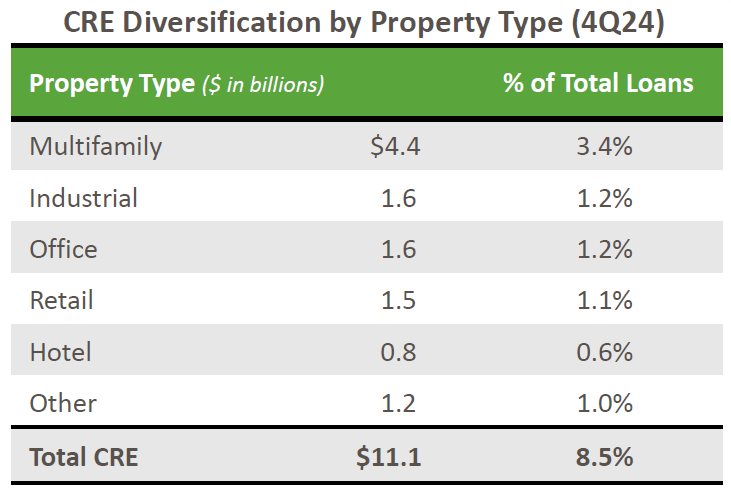 CRE Diversification by Property Type (4Q24)
Property Type ($ in billions) % of Total Loans
Multifamily $4.4 3.4%
Industrial 1.6 1.2%
Office 1.6 1.2%
Retail 1.5 1.1%
Hotel 0.8 0.6%
Other 1.2 1.0%
Total CRE $11.1 8.5%